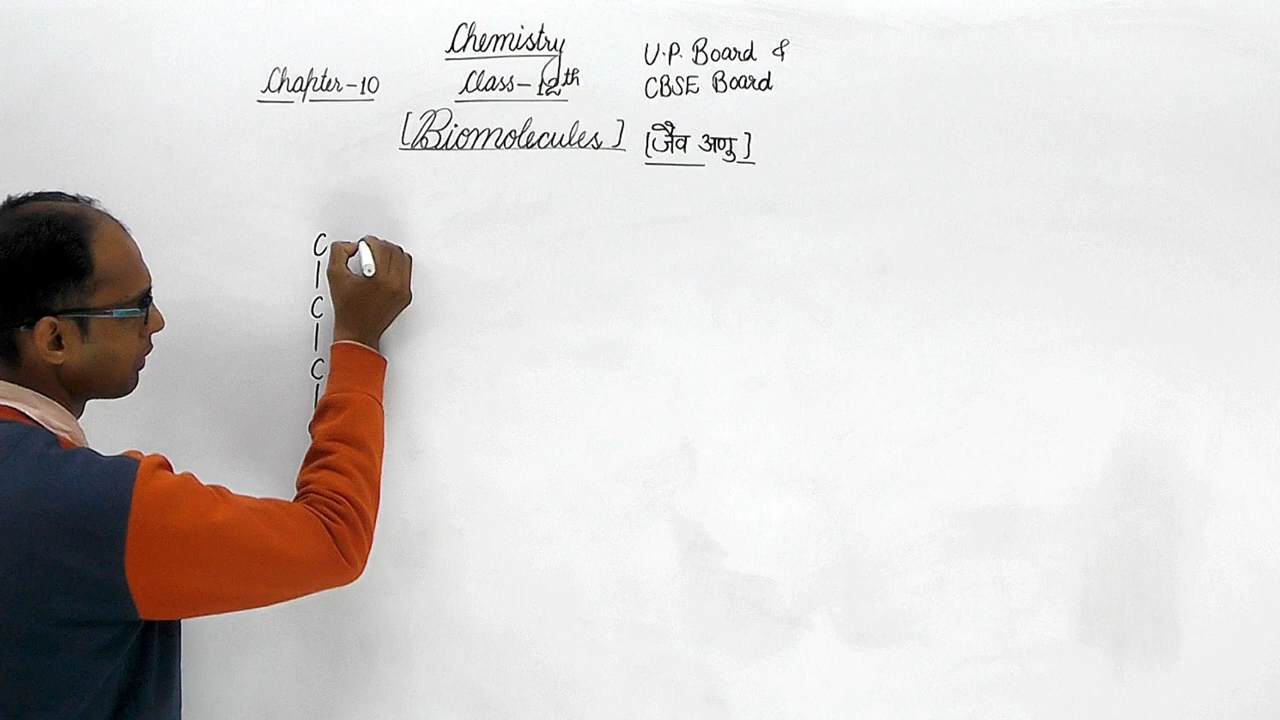 Chemistry
Chapter-10 Class-12th U.P. Board & CBSE Board
[Biomolecules] [जैव अणु]
C
|
C
|
C
|